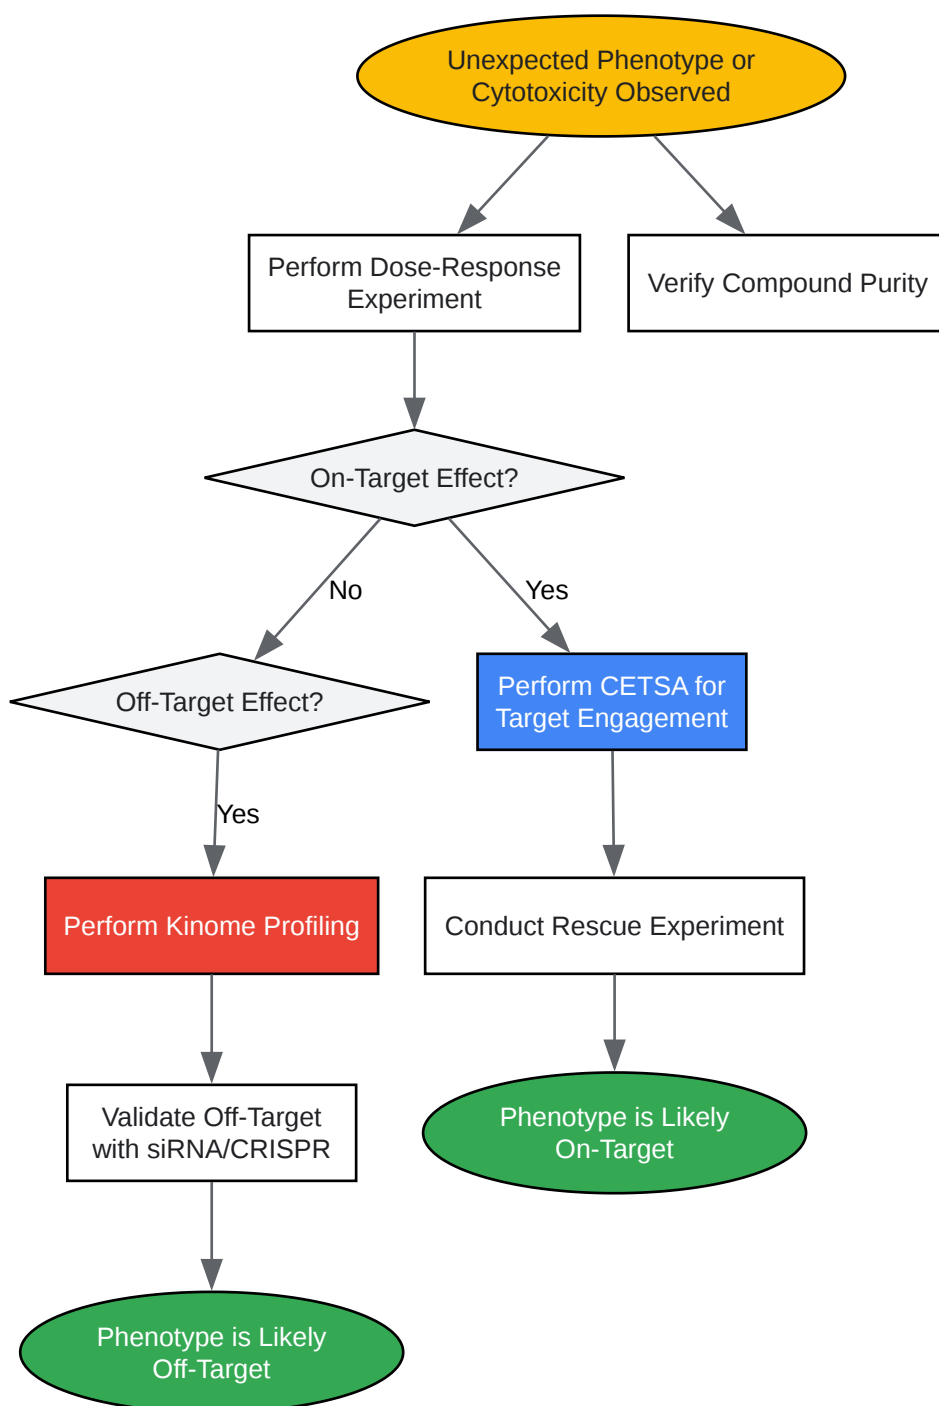 Unexpected Phenotype or
Cytotoxicity Observed
Perform Dose-Response
Experiment
Verify Compound Purity
On-Target Effect?
No
Yes
Off-Target Effect?
Perform CETSA for
Target Engagement
Yes
Perform Kinome Profiling
Conduct Rescue Experiment
Validate Off-Target
with siRNA/CRISPR
Phenotype is Likely
On-Target
Phenotype is Likely
Off-Target